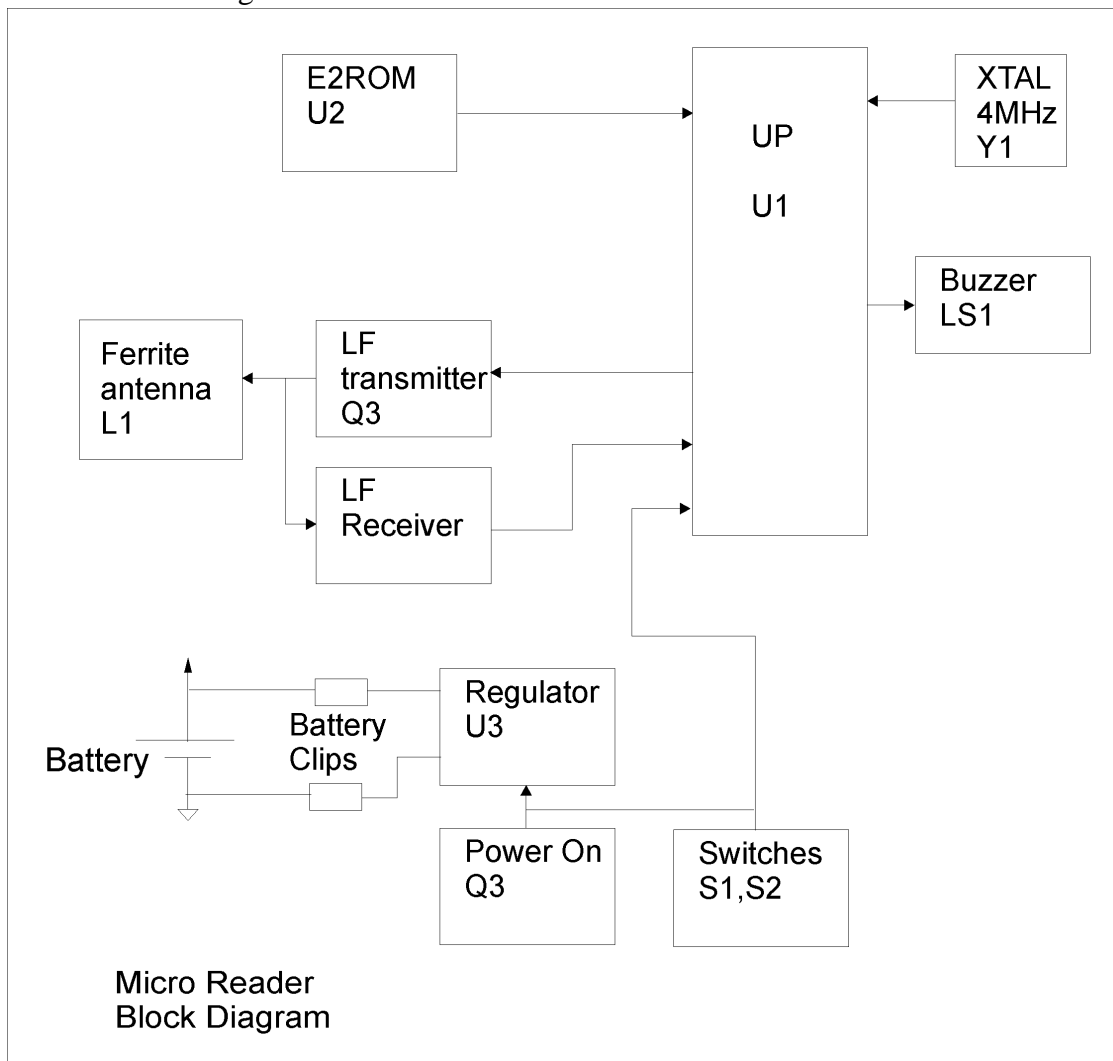 E2ROM
U2
UP
U1
XTAL
4MHz
Y1
Buzzer
LS1
Ferrite
antenna
L1
LF
transmitter
Q3
LF
Receiver
Battery
Battery
Clips
Regulator
U3
Power On
Q3
Switches
S1,S2
Micro Reader
Block Diagram